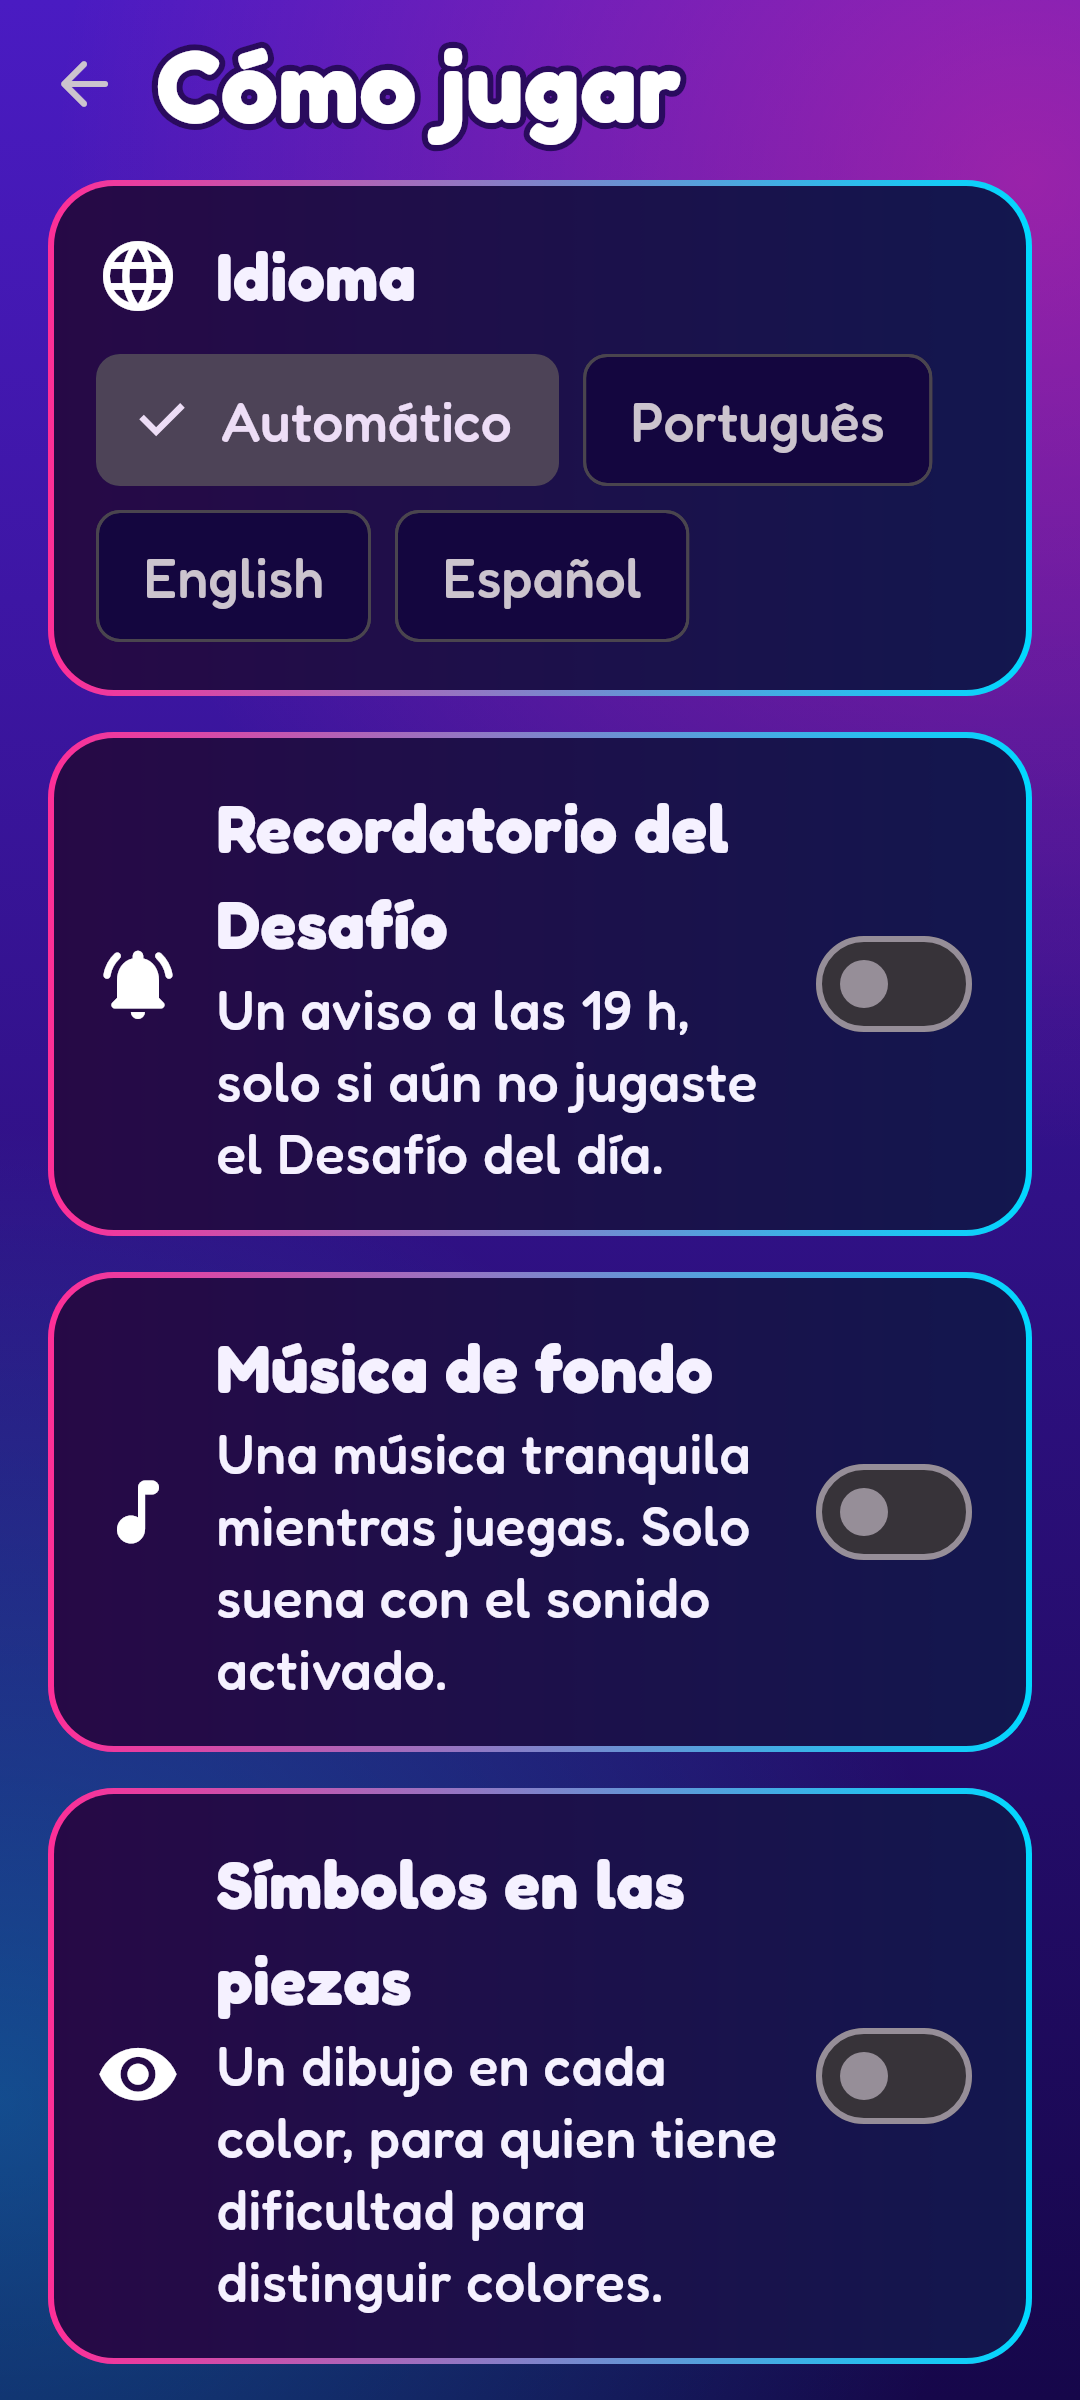 Cómo jugar
Idioma
Automático
Português
English
Español
Recordatorio del
Desafío
Un aviso a las 19 h,
solo si aún no jugaste
el Desafío del día.
Música de fondo
Una música tranquila
mientras juegas. Solo
suena con el sonido
activado.
Símbolos en las
piezas
Un dibujo en cada
color, para quien tiene
dificultad para
distinguir colores.